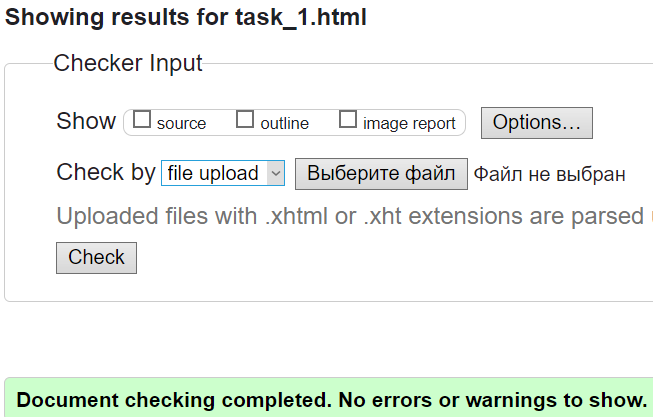 Showing results for task_1.html
Checker Input
Show source outline image report Options...
Check by file upload Выберите файл Файл не выбран
Uploaded files with .xhtml or .xht extensions are parsed
Check
Document checking completed. No errors or warnings to show.